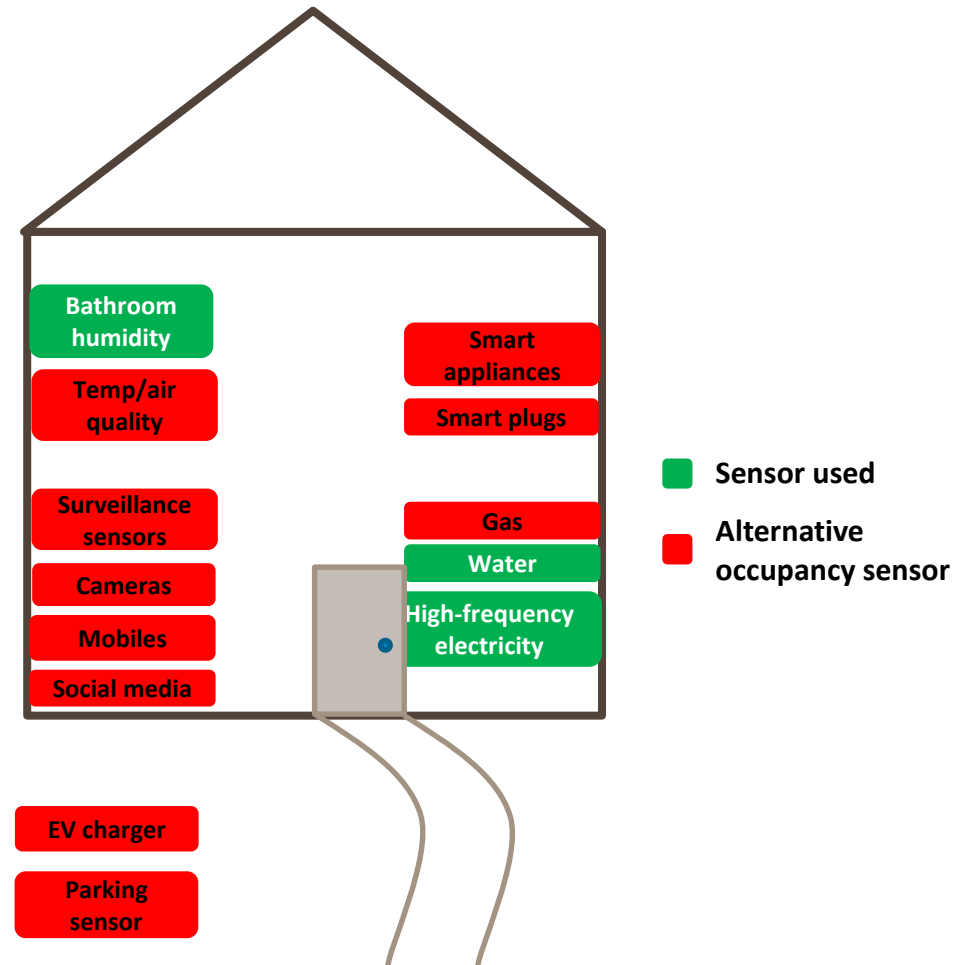 Bathroom
humidity
Temp/air
quality
Surveillance
sensors
Cameras
Mobiles
Social media
Smart
appliances
Smart plugs
Gas
Water
High-frequency
electricity
Sensor used
Alternative
occupancy sensor
EV charger
Parking
sensor